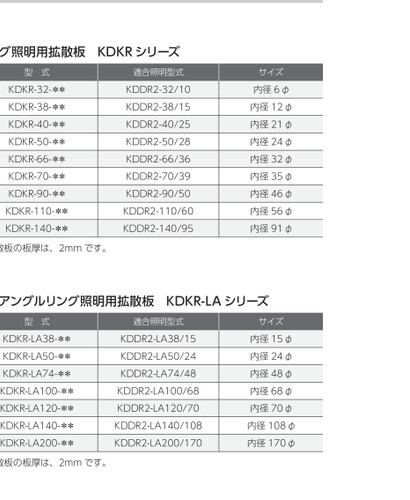 グ照明用拡散板 KDKR シリーズ
型 式 適合照明型式 サイズ
KDKR-32-** KDDR2-32/10 内径 6 φ
KDKR-38-** KDDR2-38/15 内径 12 φ
KDKR-40-** KDDR2-40/25 内径 21 φ
KDKR-50-** KDDR2-50/28 内径 24 φ
KDKR-66-** KDDR2-66/36 内径 32 φ
KDKR-70-** KDDR2-70/39 内径 35 φ
KDKR-90-** KDDR2-90/50 内径 46 φ
KDKR-110-** KDDR2-110/60 内径 56 φ
KDKR-140-** KDDR2-140/95 内径 91 φ
散板の板厚は、2mm です。
アングルリング照明用拡散板 KDKR-LA シリーズ
型 式 適合照明型式 サイズ
KDKR-LA38-** KDDR2-LA38/15 内径 15 φ
KDKR-LA50-** KDDR2-LA50/24 内径 24 φ
KDKR-LA74-** KDDR2-LA74/48 内径 48 φ
KDKR-LA100-** KDDR2-LA100/68 内径 68 φ
KDKR-LA120-** KDDR2-LA120/70 内径 70 φ
KDKR-LA140-** KDDR2-LA140/108 内径 108 φ
KDKR-LA200-** KDDR2-LA200/170 内径 170 φ
散板の板厚は、2mm です。